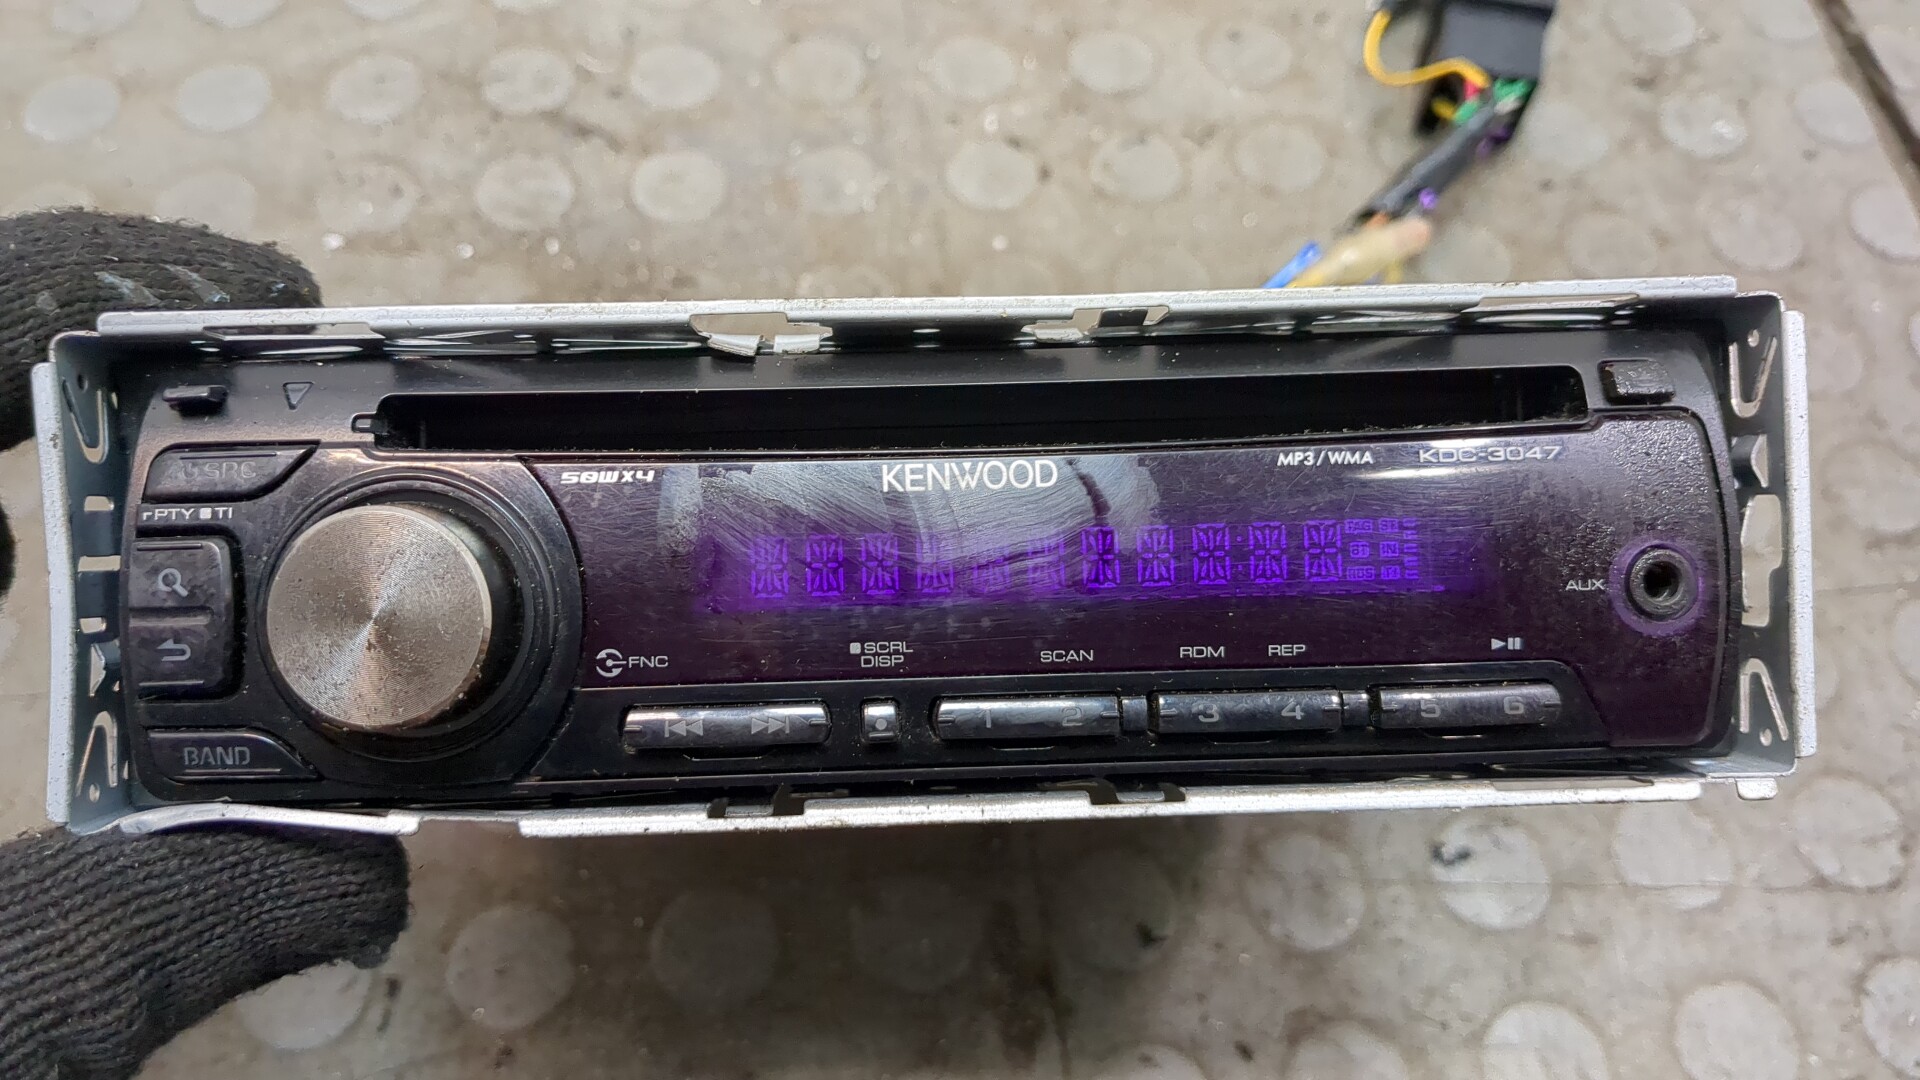 SRC
50WX4
KENWOOD
MP3/WMA
KDC-3047
PTY TI
AUX
FNC
SCRL
DISP
SCAN
RDM
REP
BAND
1 2 3 4 5 6